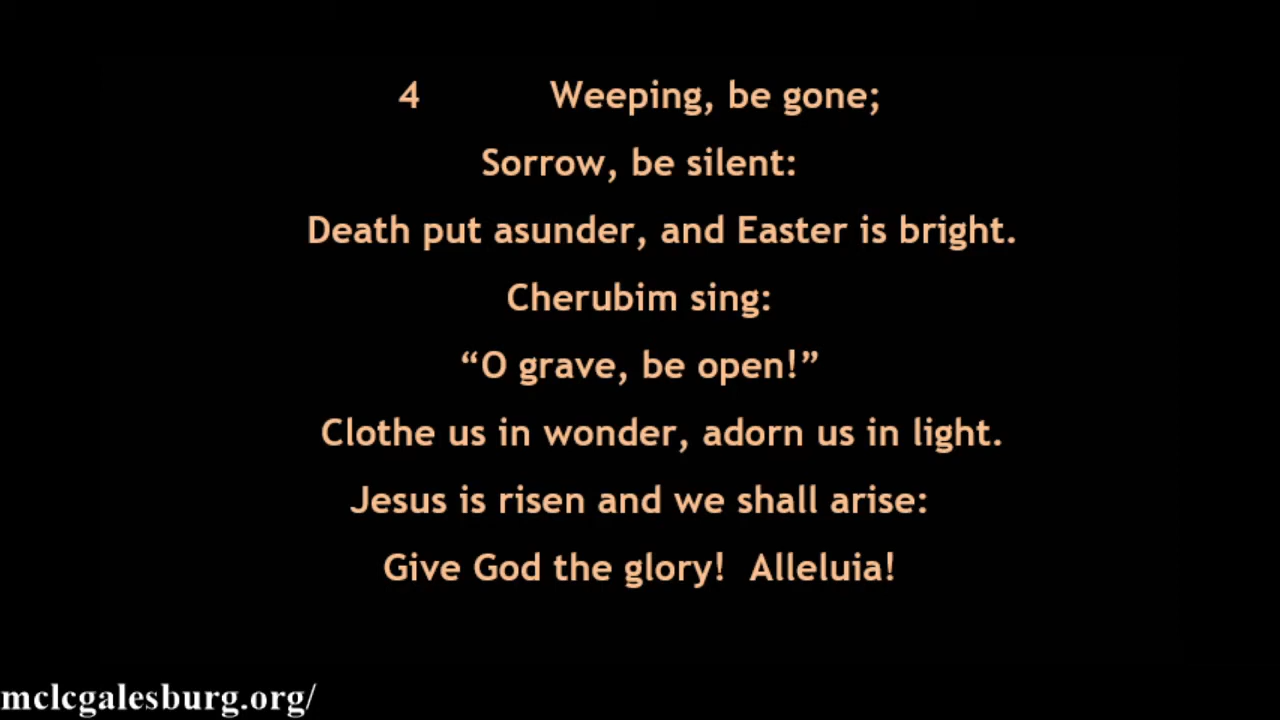 4 Weeping, be gone;
Sorrow, be silent:
Death put asunder, and Easter is bright.
Cherubim sing:
“O grave, be open!”
Clothe us in wonder, adorn us in light.
Jesus is risen and we shall arise:
Give God the glory! Alleluia!
mclcgalesburg.org/